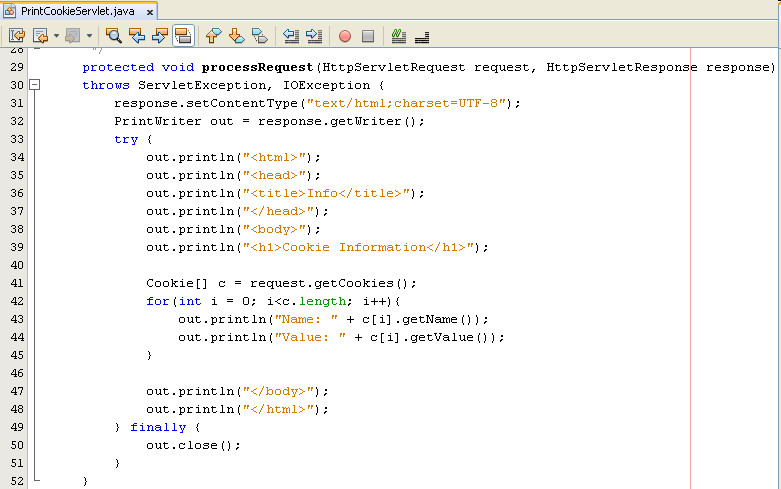 PrintCookieServlet.java
28 */
29 protected void processRequest(HttpServletRequest request, HttpServletResponse response)
30 throws ServletException, IOException {
31 response.setContentType("text/html;charset=UTF-8");
32 PrintWriter out = response.getWriter();
33 try {
34 out.println("<html>");
35 out.println("<head>");
36 out.println("<title>Info</title>");
37 out.println("</head>");
38 out.println("<body>");
39 out.println("<h1>Cookie Information</h1>");
40
41 Cookie[] c = request.getCookies();
42 for(int i = 0; i<c.length; i++){
43 out.println("Name: " + c[i].getName());
44 out.println("Value: " + c[i].getValue());
45 }
46
47 out.println("</body>");
48 out.println("</html>");
49 } finally {
50 out.close();
51 }
52 }